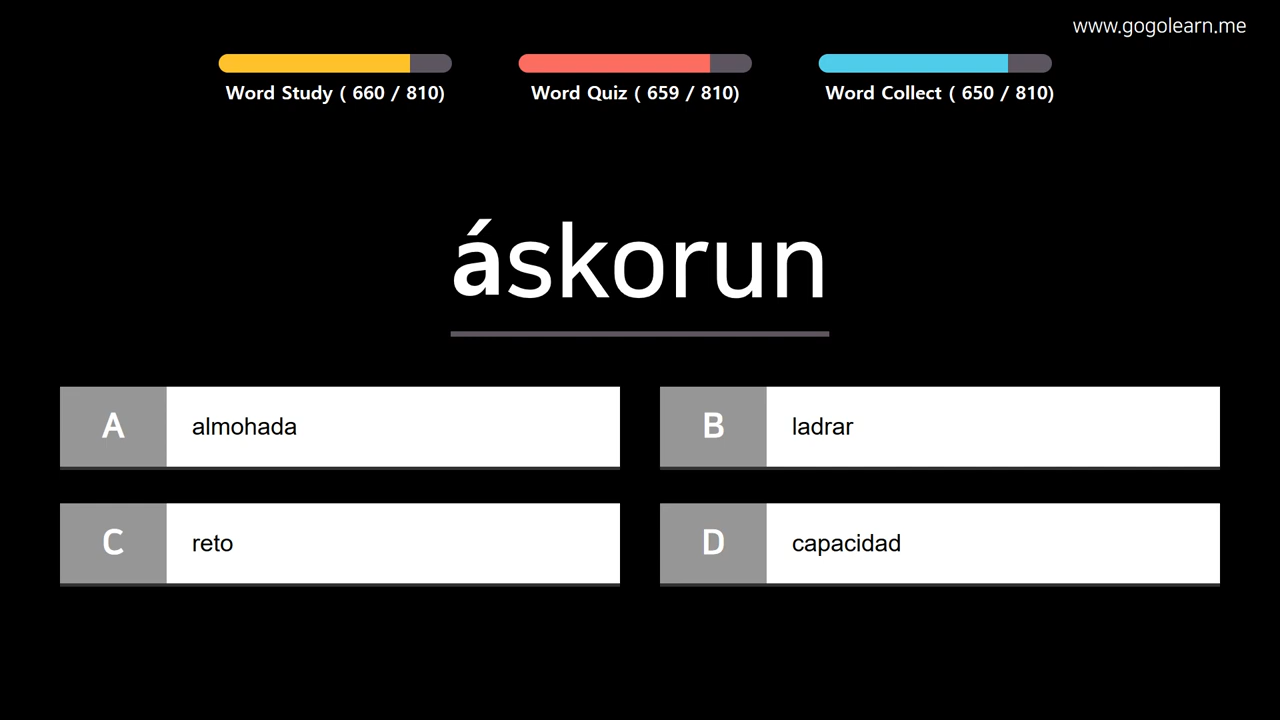 www.gogolearn.me
Word Study ( 660 / 810)
Word Quiz ( 659 / 810)
Word Collect ( 650 / 810)
áskorun
A almohada
B ladrar
C reto
D capacidad